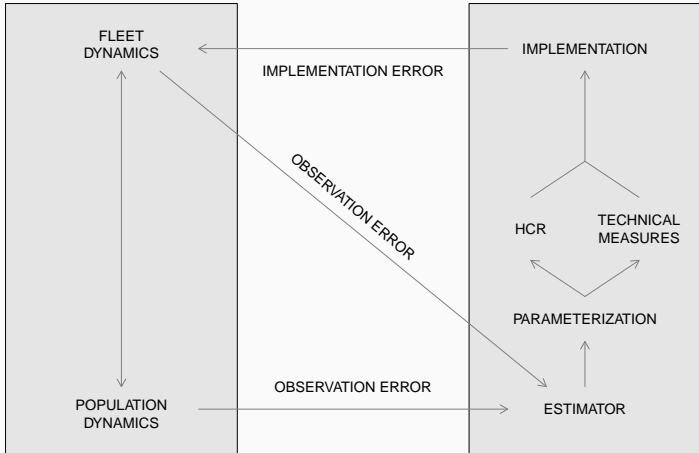 FLEET
DYNAMICS
IMPLEMENTATION
IMPLEMENTATION ERROR
OBSERVATION ERROR
HCR
TECHNICAL
MEASURES
PARAMETERIZATION
OBSERVATION ERROR
POPULATION
DYNAMICS
ESTIMATOR